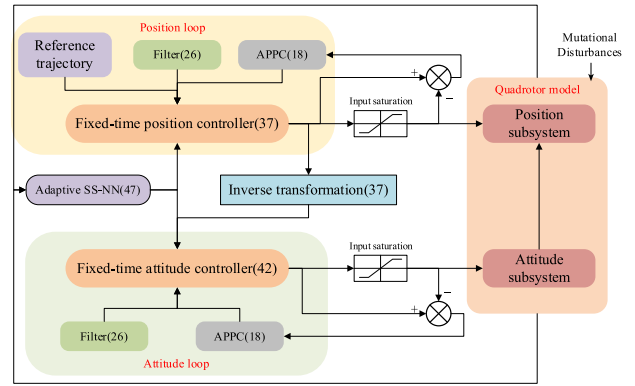 Position loop
Mutational
Disturbances
Reference
trajectory
Filter(26)
APPC(18)
+
−
Quadrotor model
Input saturation
Fixed-time position controller(37)
Position
subsystem
Adaptive SS-NN(47)
Inverse transformation(37)
Input saturation
Fixed-time attitude controller(42)
Attitude
subsystem
−
+
Filter(26)
APPC(18)
Attitude loop